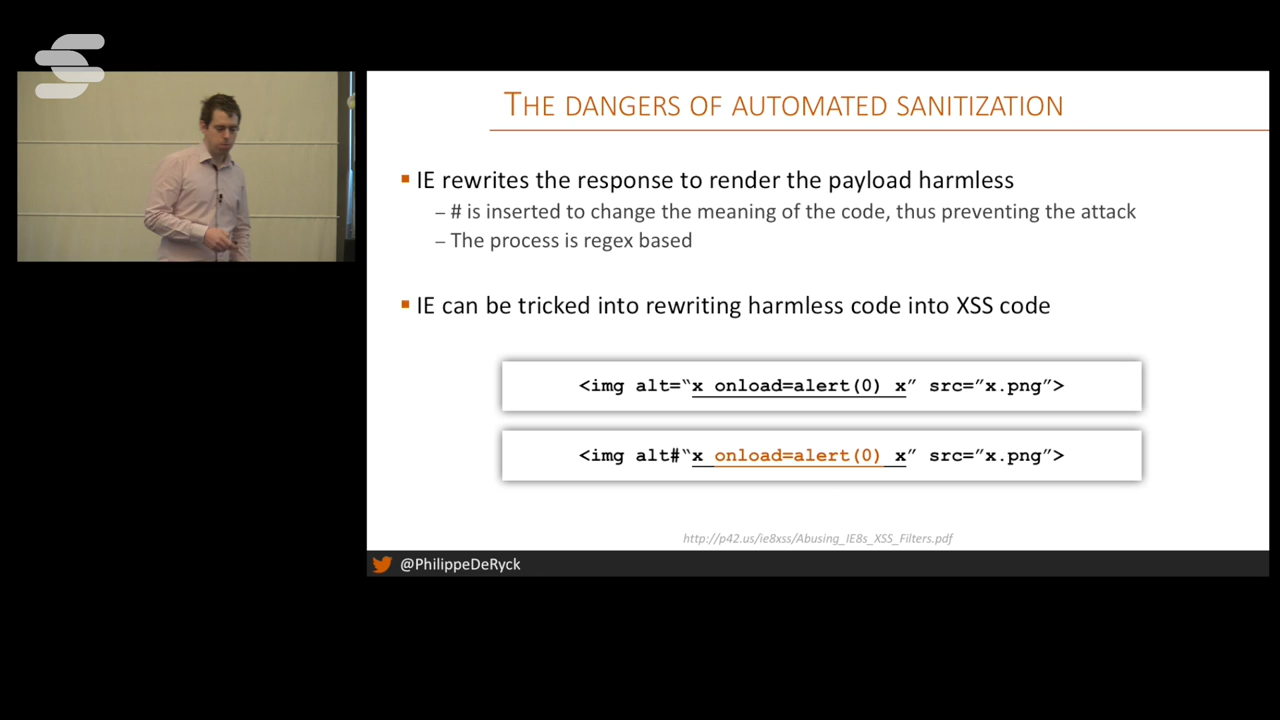 THE DANGERS OF AUTOMATED SANITIZATION
▪ IE rewrites the response to render the payload harmless
– # is inserted to change the meaning of the code, thus preventing the attack
– The process is regex based
▪ IE can be tricked into rewriting harmless code into XSS code
<img alt=“x onload=alert(0) x” src=”x.png”>
<img alt#“x onload=alert(0) x” src=”x.png”>
http://p42.us/ie8xss/Abusing_IE8s_XSS_Filters.pdf
@PhilippeDeRyck